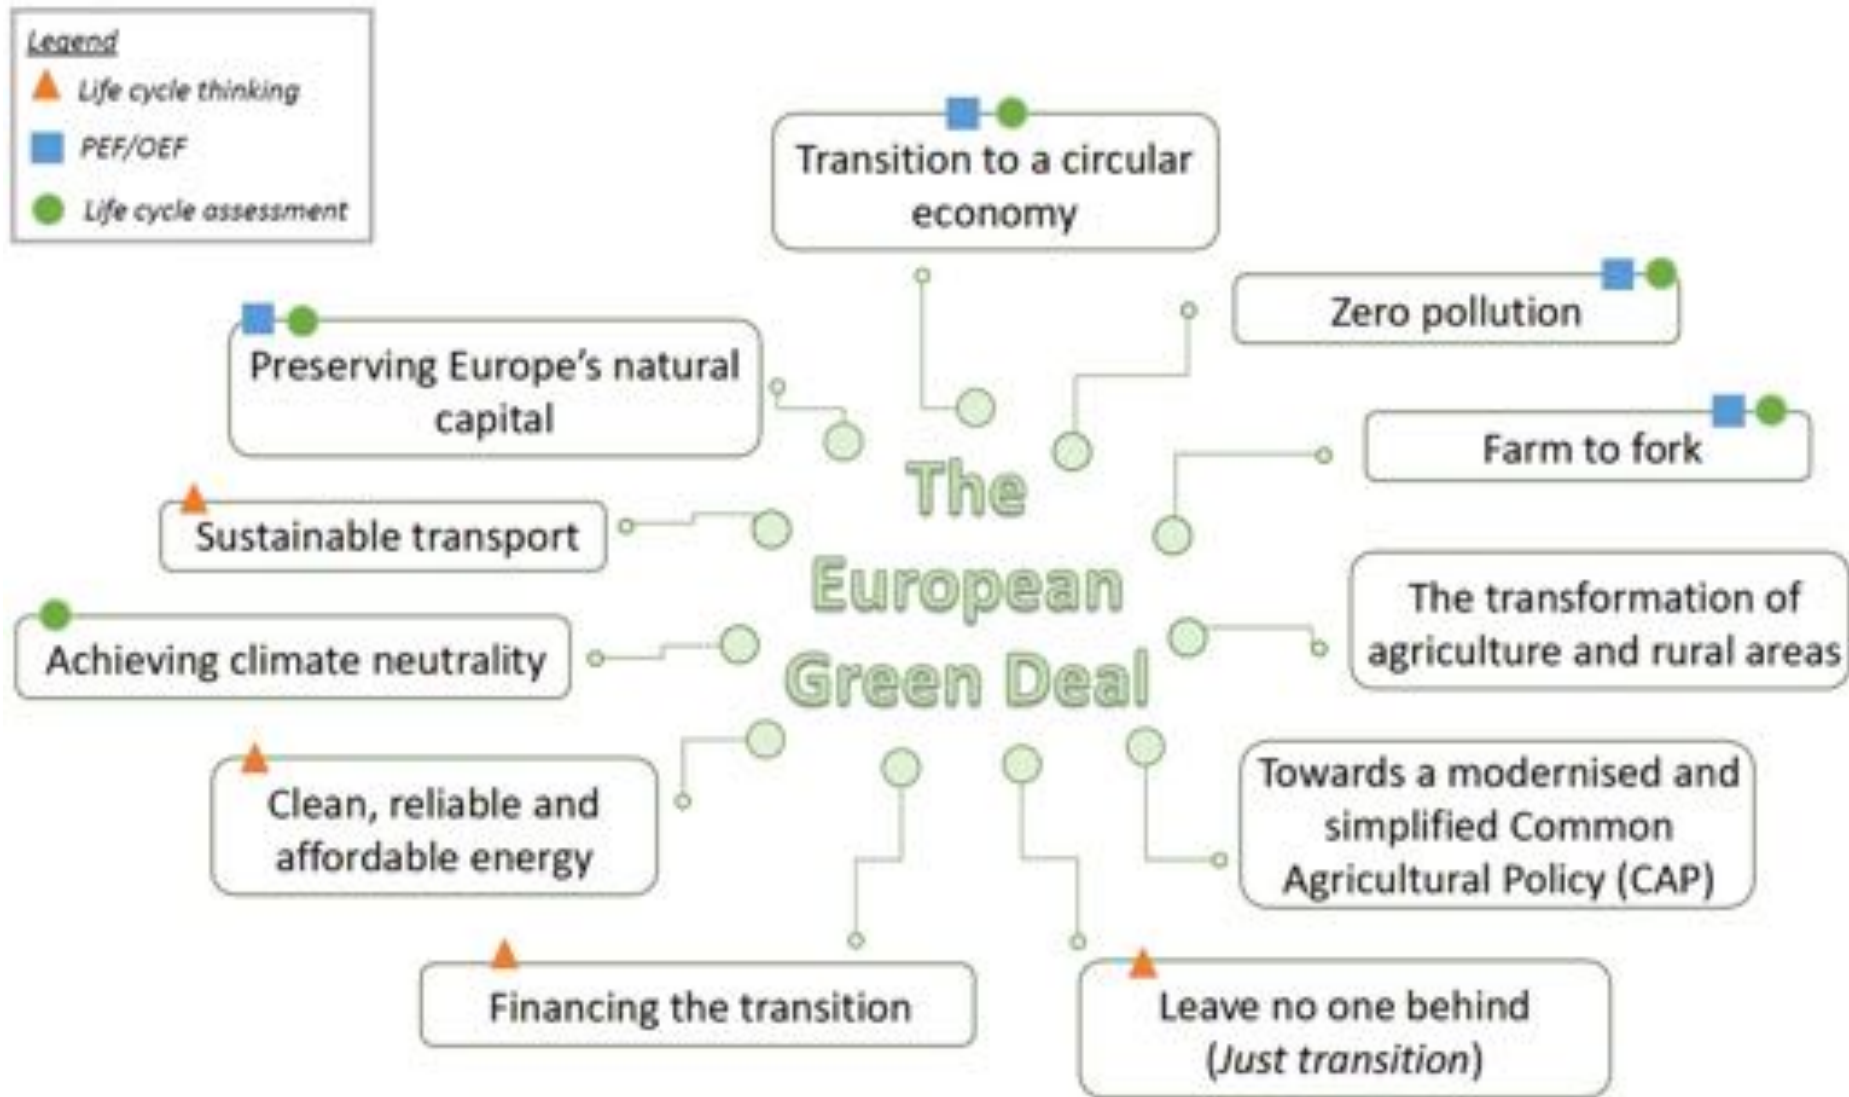 Legend
Life cycle thinking
PEF/OEF
Life cycle assessment
Transition to a circular
economy
Zero pollution
Preserving Europe's natural
capital
Farm to fork
The
European
Green Deal
Sustainable transport
The transformation of
agriculture and rural areas
Achieving climate neutrality
Clean, reliable and
affordable energy
Towards a modernised and
simplified Common
Agricultural Policy (CAP)
Financing the transition
Leave no one behind
(Just transition)